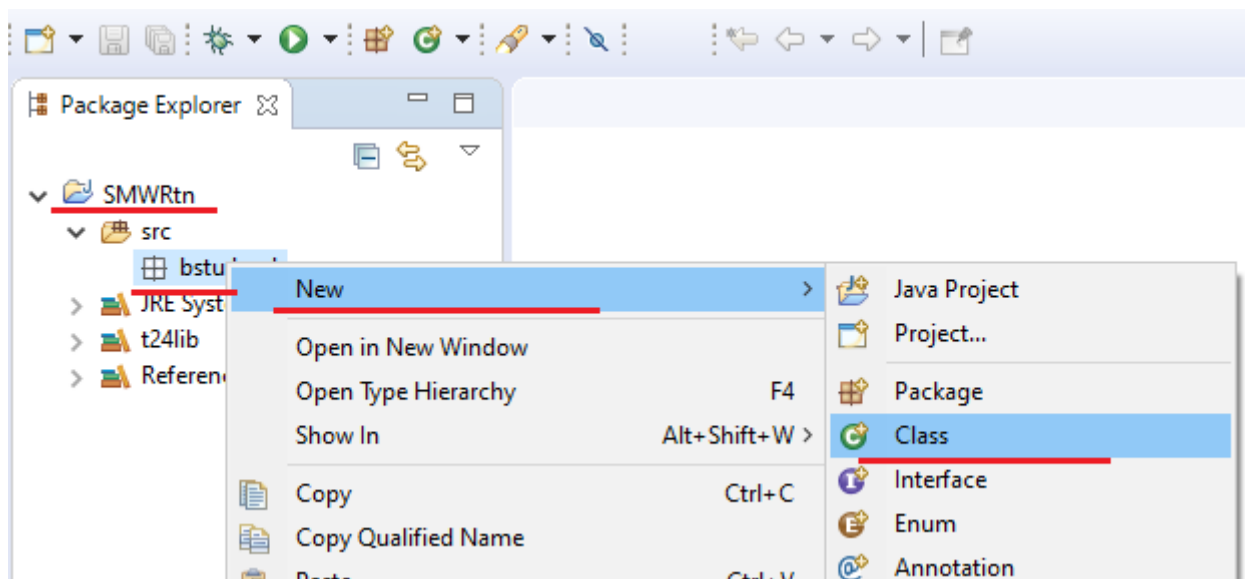 Package Explorer
SMWRtn
src
JRE
t24lib
New
Open in New Window
Open Type Hierarchy F4
Show In Alt+Shift+W >
Copy Ctrl+C
Copy Qualified Name
Java Project
Project...
Package
Class
Interface
Enum
Annotation